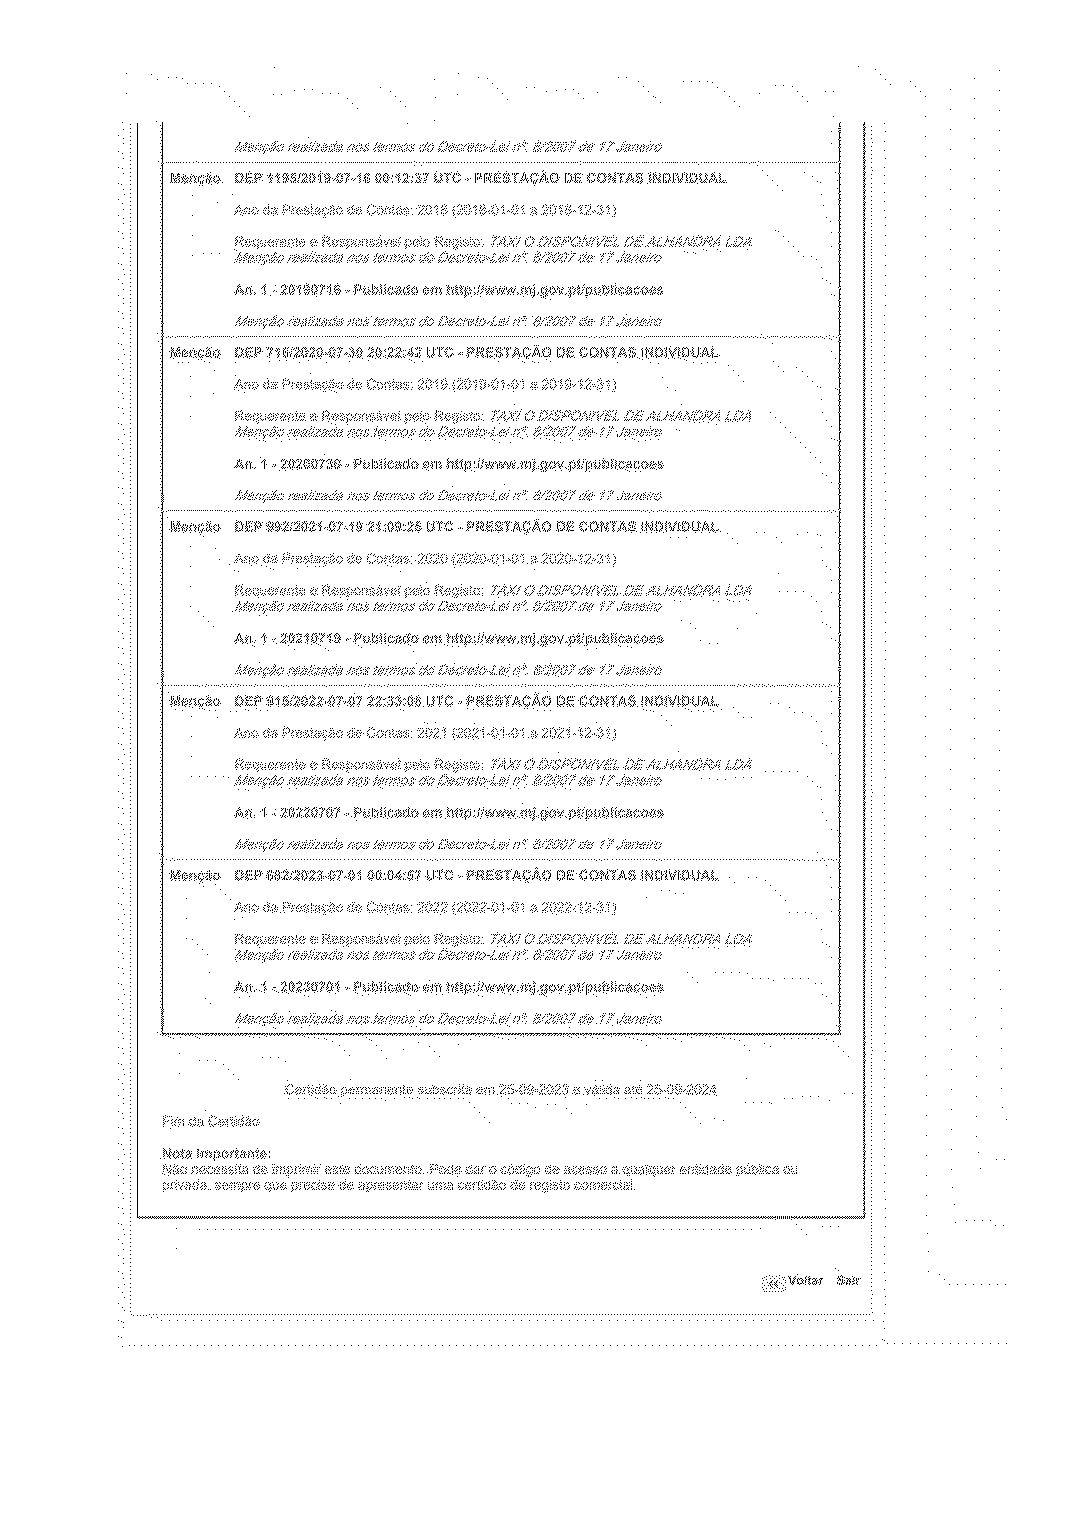 Menção realizada nos termos do Decreto-Lei nº. 8/2007 de 17 Janeiro
Menção DEP 1195/2019-07-16 00:12:37 UTC - PRESTAÇÃO DE CONTAS INDIVIDUAL
Ano da Prestação de Contas: 2018 (2018-01-01 a 2018-12-31)
Requerente e Responsável pelo Registo: TAXI O DISPONIVEL DE ALHANDRA LDA
Menção realizada nos termos do Decreto-Lei nº. 8/2007 de 17 Janeiro
An. 1 - 20190716 - Publicado em http://www.mj.gov.pt/publicacoes
Menção realizada nos termos do Decreto-Lei nº. 8/2007 de 17 Janeiro
Menção DEP 715/2020-07-30 20:22:42 UTC - PRESTAÇÃO DE CONTAS INDIVIDUAL
Ano da Prestação de Contas: 2019 (2019-01-01 a 2019-12-31)
Requerente e Responsável pelo Registo: TAXI O DISPONIVEL DE ALHANDRA LDA
Menção realizada nos termos do Decreto-Lei nº. 8/2007 de 17 Janeiro
An. 1 - 20200730 - Publicado em http://www.mj.gov.pt/publicacoes
Menção realizada nos termos do Decreto-Lei nº. 8/2007 de 17 Janeiro
Menção DEP 992/2021-07-19 21:09:25 UTC - PRESTAÇÃO DE CONTAS INDIVIDUAL
Ano da Prestação de Contas: 2020 (2020-01-01 a 2020-12-31)
Requerente e Responsável pelo Registo: TAXI O DISPONIVEL DE ALHANDRA LDA
Menção realizada nos termos do Decreto-Lei nº. 8/2007 de 17 Janeiro
An. 1 - 20210719 - Publicado em http://www.mj.gov.pt/publicacoes
Menção realizada nos termos do Decreto-Lei nº. 8/2007 de 17 Janeiro
Menção DEP 915/2022-07-07 22:33:05 UTC - PRESTAÇÃO DE CONTAS INDIVIDUAL
Ano da Prestação de Contas: 2021 (2021-01-01 a 2021-12-31)
Requerente e Responsável pelo Registo: TAXI O DISPONIVEL DE ALHANDRA LDA
Menção realizada nos termos do Decreto-Lei nº. 8/2007 de 17 Janeiro
An. 1 - 20220707 - Publicado em http://www.mj.gov.pt/publicacoes
Menção realizada nos termos do Decreto-Lei nº. 8/2007 de 17 Janeiro
Menção DEP 682/2023-07-01 00:04:57 UTC - PRESTAÇÃO DE CONTAS INDIVIDUAL
Ano da Prestação de Contas: 2022 (2022-01-01 a 2022-12-31)
Requerente e Responsável pelo Registo: TAXI O DISPONIVEL DE ALHANDRA LDA
Menção realizada nos termos do Decreto-Lei nº. 8/2007 de 17 Janeiro
An. 1 - 20230701 - Publicado em http://www.mj.gov.pt/publicacoes
Menção realizada nos termos do Decreto-Lei nº. 8/2007 de 17 Janeiro
Certidão permanente subscrita em 25-09-2023 e válida até 25-09-2024
Fim da Certidão
Nota Importante:
Não necessita de imprimir este documento. Pode dar o código de acesso a qualquer entidade pública ou
privada, sempre que precise de apresentar uma certidão de registo comercial.
<< Voltar Sair